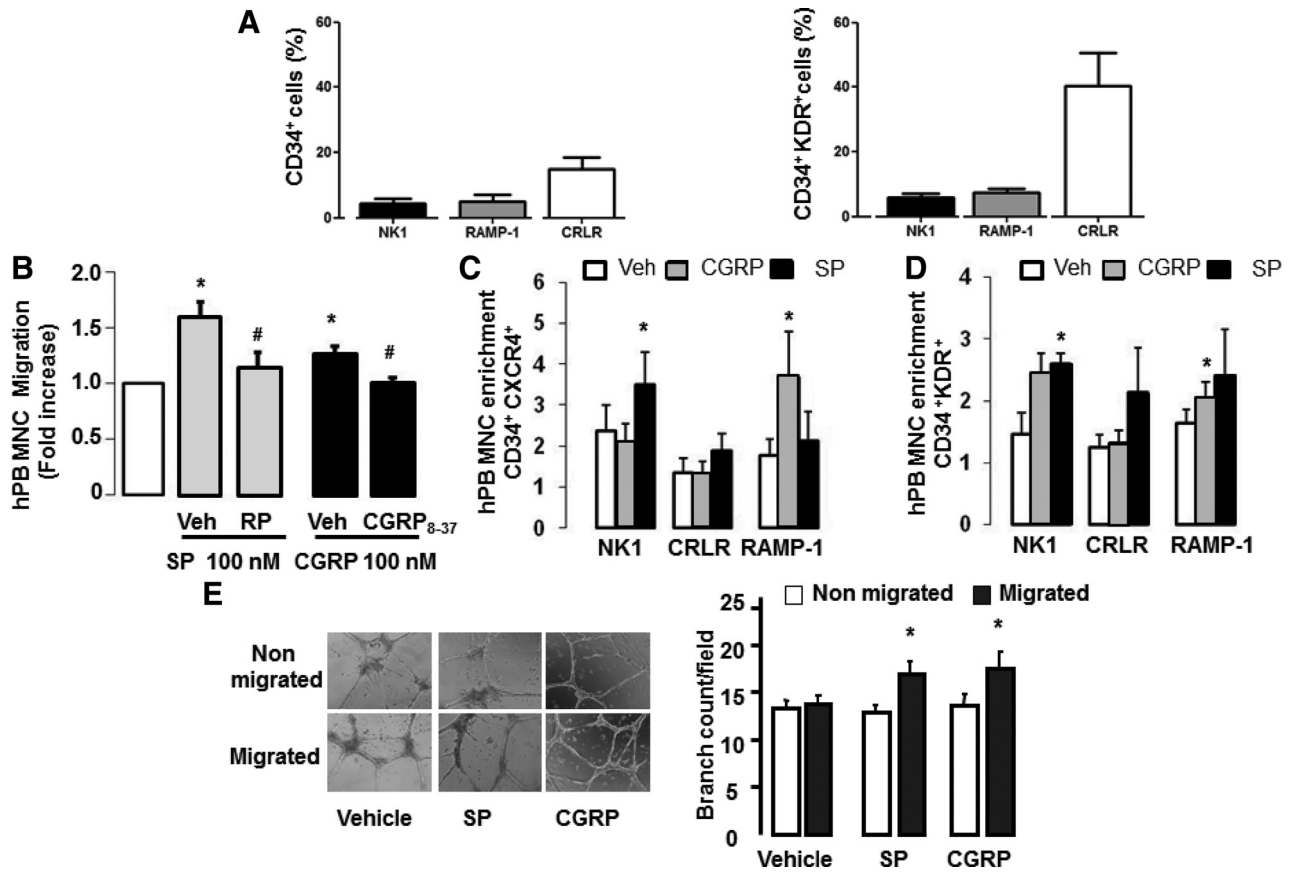 A
CD34⁺ cells (%)
60
40
20
0
NK1 RAMP-1 CRLR
CD34⁺ KDR⁺cells (%)
60
40
20
0
NK1 RAMP-1 CRLR
B
hPB MNC Migration
(Fold increase)
2.0
1.5
1.0
0.5
0
* # * #
Veh RP Veh CGRP₈₋₃₇
SP 100 nM CGRP 100 nM
C
Veh CGRP SP
hPB MNC enrichment
CD34⁺ CXCR4⁺
6
5
4
3
2
1
0
* *
NK1 CRLR RAMP-1
D
Veh CGRP SP
hPB MNC enrichment
CD34⁺KDR⁺
4
3
2
1
0
* *
NK1 CRLR RAMP-1
E
Non
migrated
Migrated
Vehicle SP CGRP
Non migrated Migrated
Branch count/field
25
20
15
10
5
0
* *
Vehicle SP CGRP